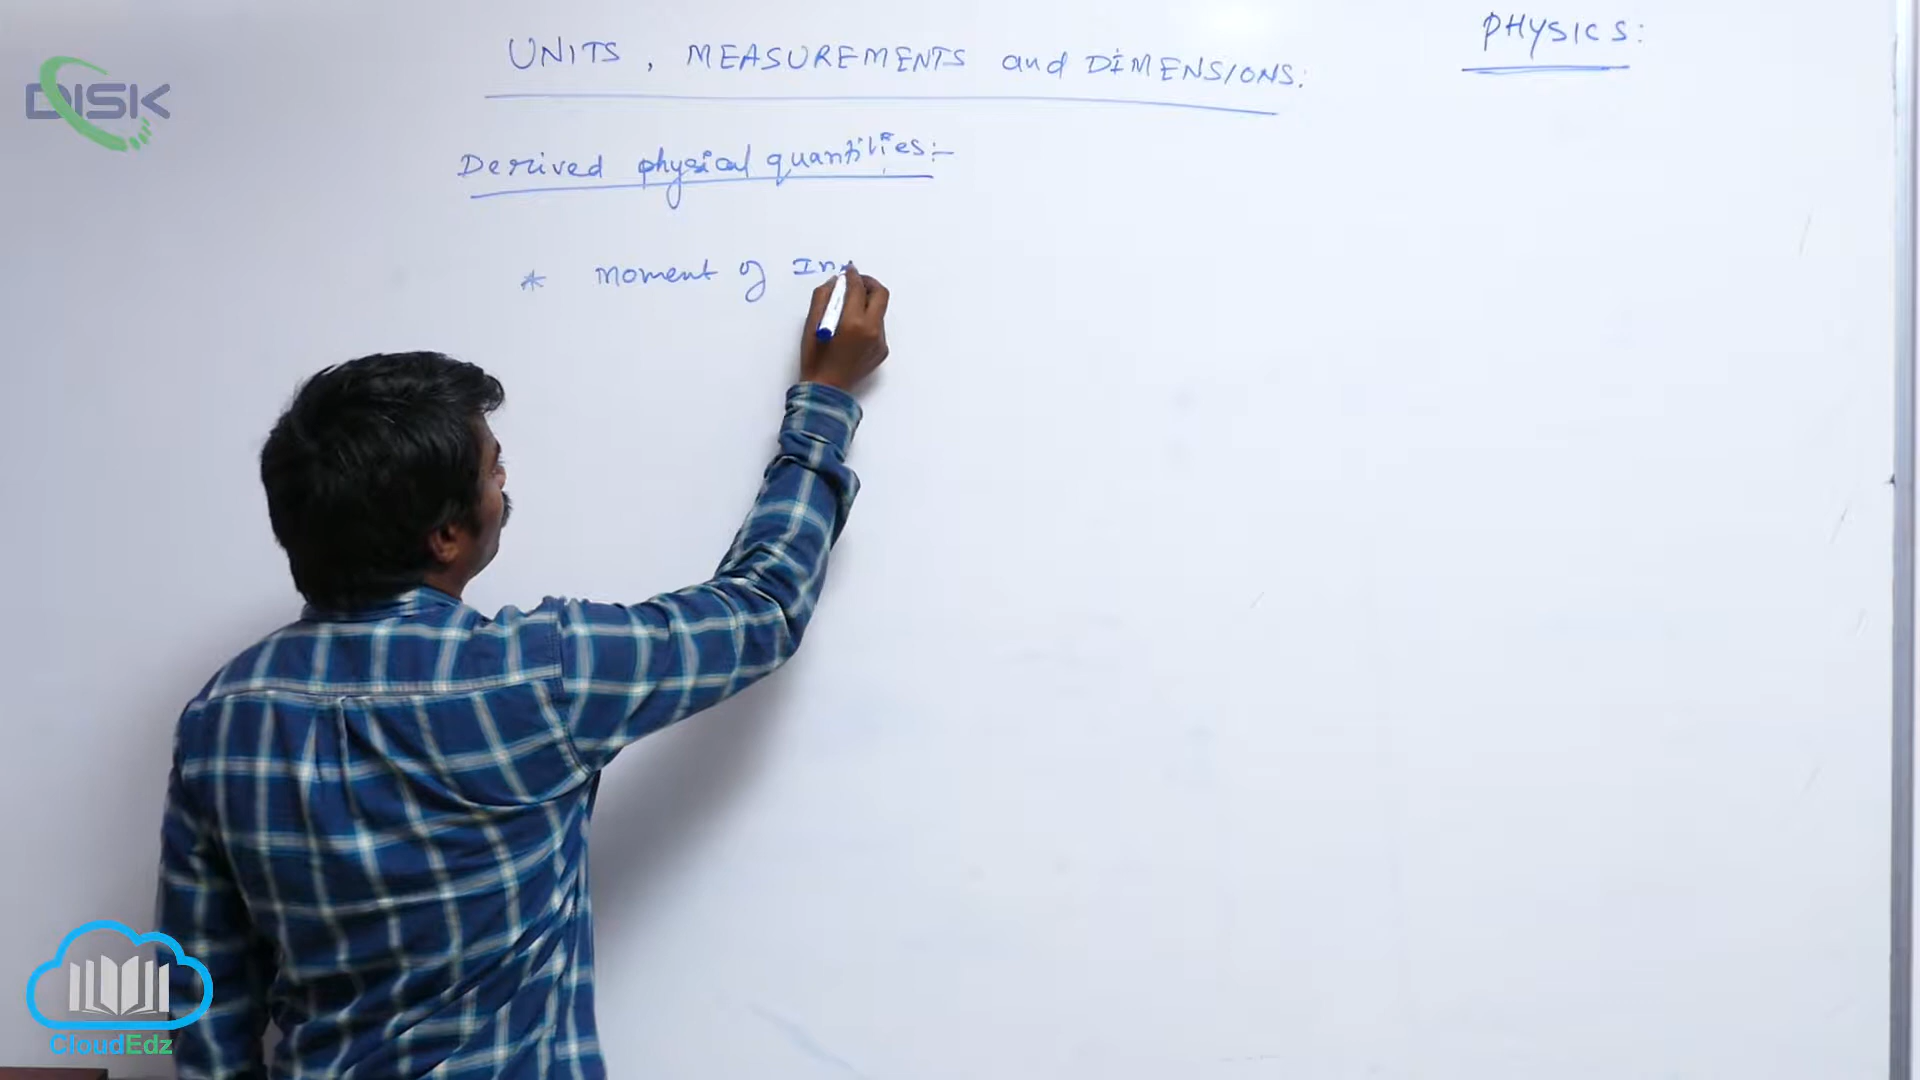 PHYSICS:
UNITS, MEASUREMENTS and DIMENSIONS:
DISK
Derived physical quantities:-
* Moment of In
CloudEdz